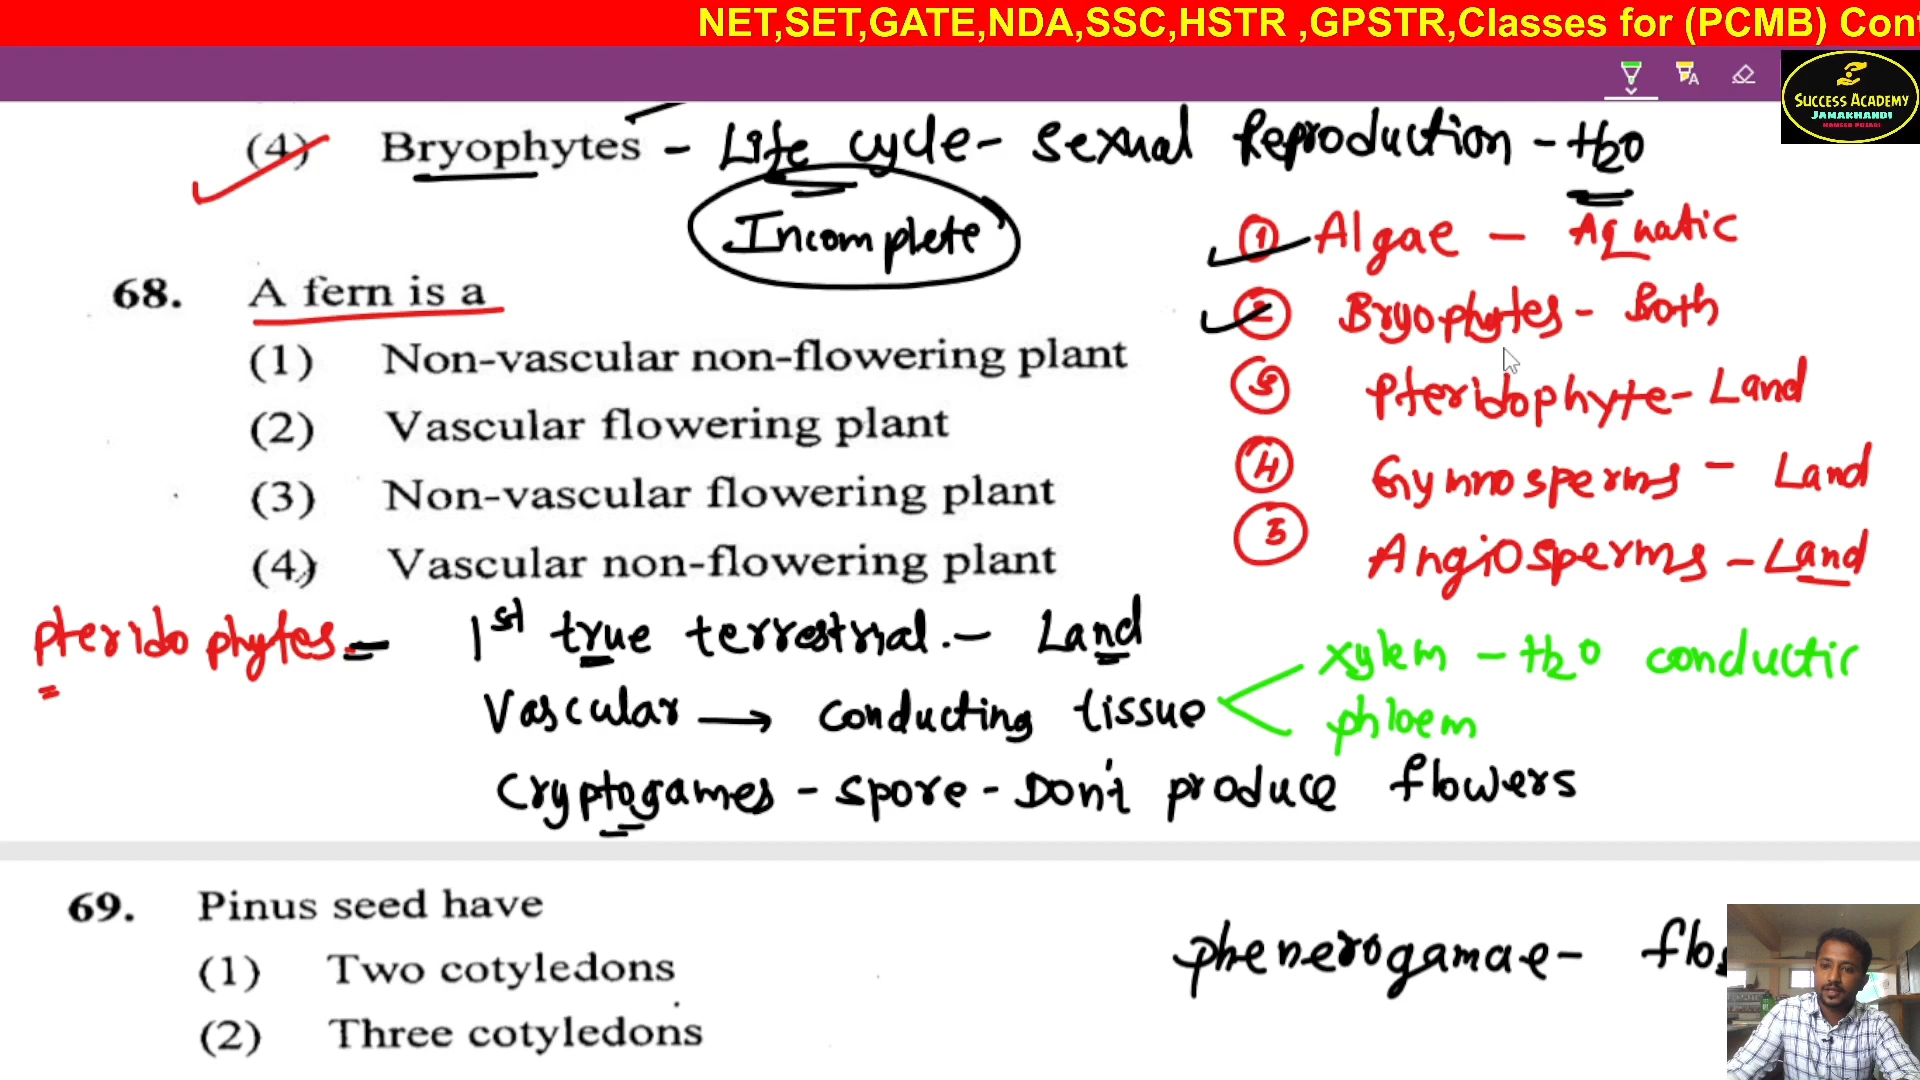 NET,SET,GATE,NDA,SSC,HSTR ,GPSTR,Classes for (PCMB)
SUCCESS ACADEMY
JAMAKHANDI
(4) Bryophytes - Life cycle - sexual Reproduction - H2O
Incomplete
① Algae - Aquatic
② Bryophytes - Both
③ pteridophyte - Land
④ Gymnosperms - Land
⑤ Angiosperms - Land
68. A fern is a
(1) Non-vascular non-flowering plant
(2) Vascular flowering plant
(3) Non-vascular flowering plant
(4) Vascular non-flowering plant
pteridophytes - 1st true terrestrial. - Land
Vascular → conducting tissue
xylem - H2O
phloem
Cryptogames - spore - Don't produce flowers
69. Pinus seed have
(1) Two cotyledons
(2) Three cotyledons
phenerogamae -